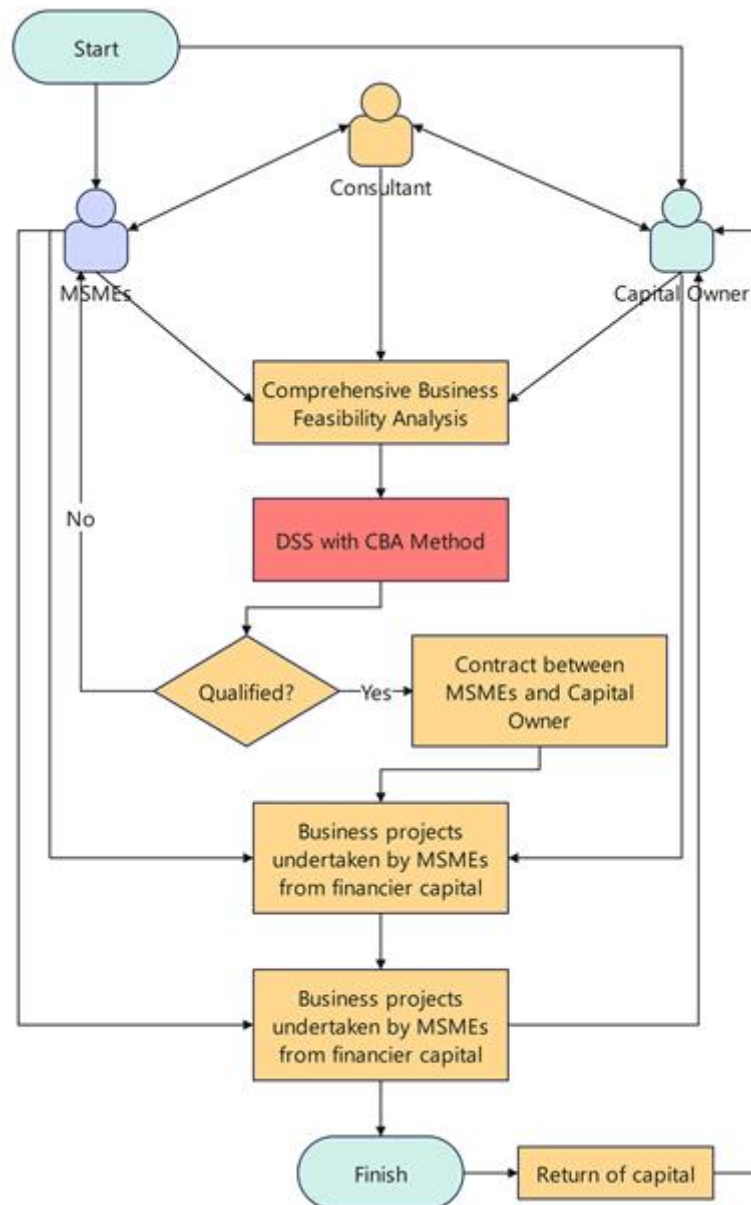 Start
Consultant
MSMEs
Capital Owner
Comprehensive Business
Feasibility Analysis
No
DSS with CBA Method
Qualified?
Yes
Contract between
MSMEs and Capital
Owner
Business projects
undertaken by MSMEs
from financier capital
Business projects
undertaken by MSMEs
from financier capital
Finish
Return of capital